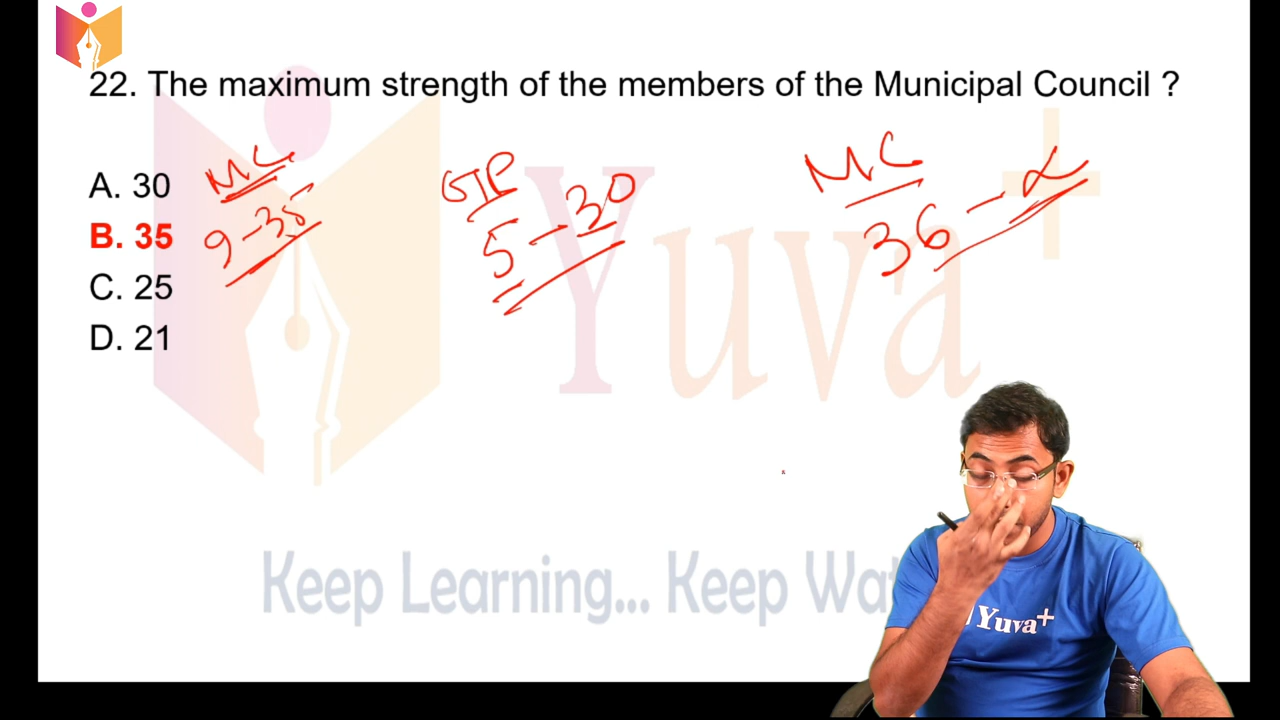 22. The maximum strength of the members of the Municipal Council ?
A. 30
B. 35
C. 25
D. 21
MC
9-35
5-30
MC
36-
Yuva+
Keep Learning... Keep Wat
Yuva+